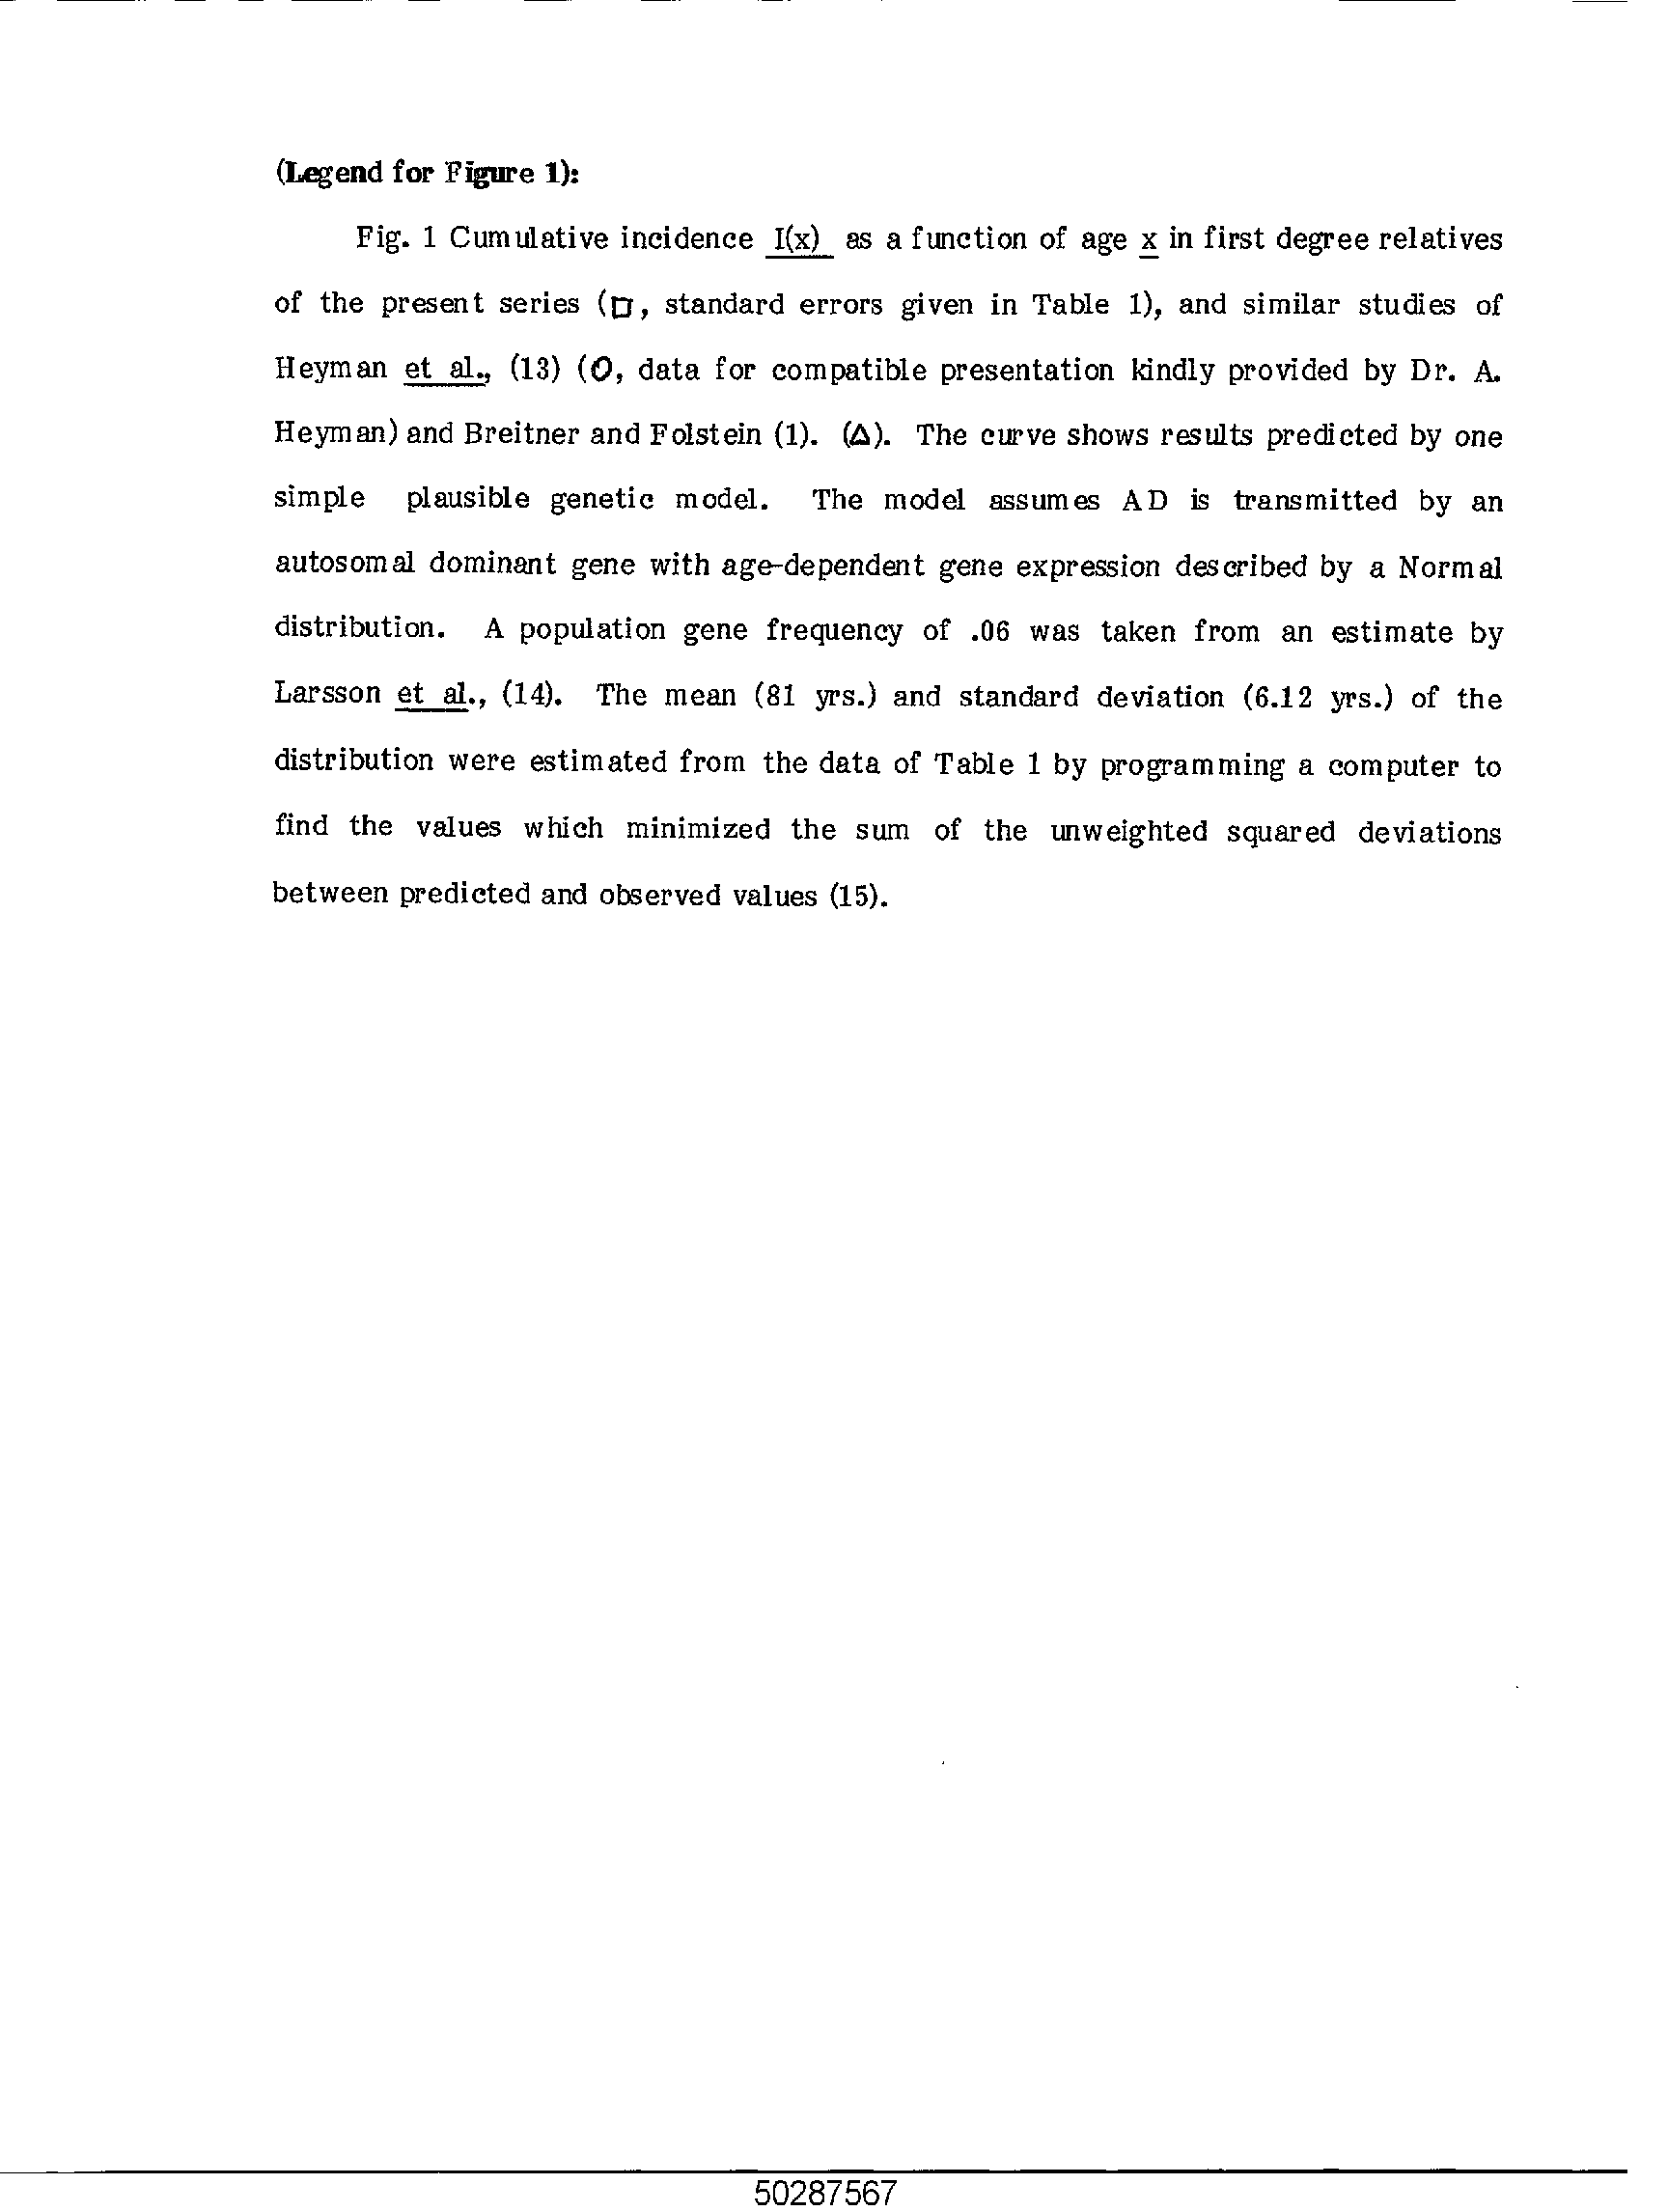 (Legend for Figure 1):
Fig. 1 Cumulative incidence I(x) as a function of age x in first degree relatives
of the present series (□, standard errors given in Table 1), and similar studies of
Heyman et al., (13) (O, data for compatible presentation kindly provided by Dr. A.
Heyman) and Breitner and Folstein (1). (Δ). The curve shows results predicted by one
simple plausible genetic model. The model assumes AD is transmitted by an
autosomal dominant gene with age-dependent gene expression described by a Normal
distribution. A population gene frequency of .06 was taken from an estimate by
Larsson et al., (14). The mean (81 yrs.) and standard deviation (6.12 yrs.) of the
distribution were estimated from the data of Table 1 by programming a computer to
find the values which minimized the sum of the unweighted squared deviations
between predicted and observed values (15).
50287567